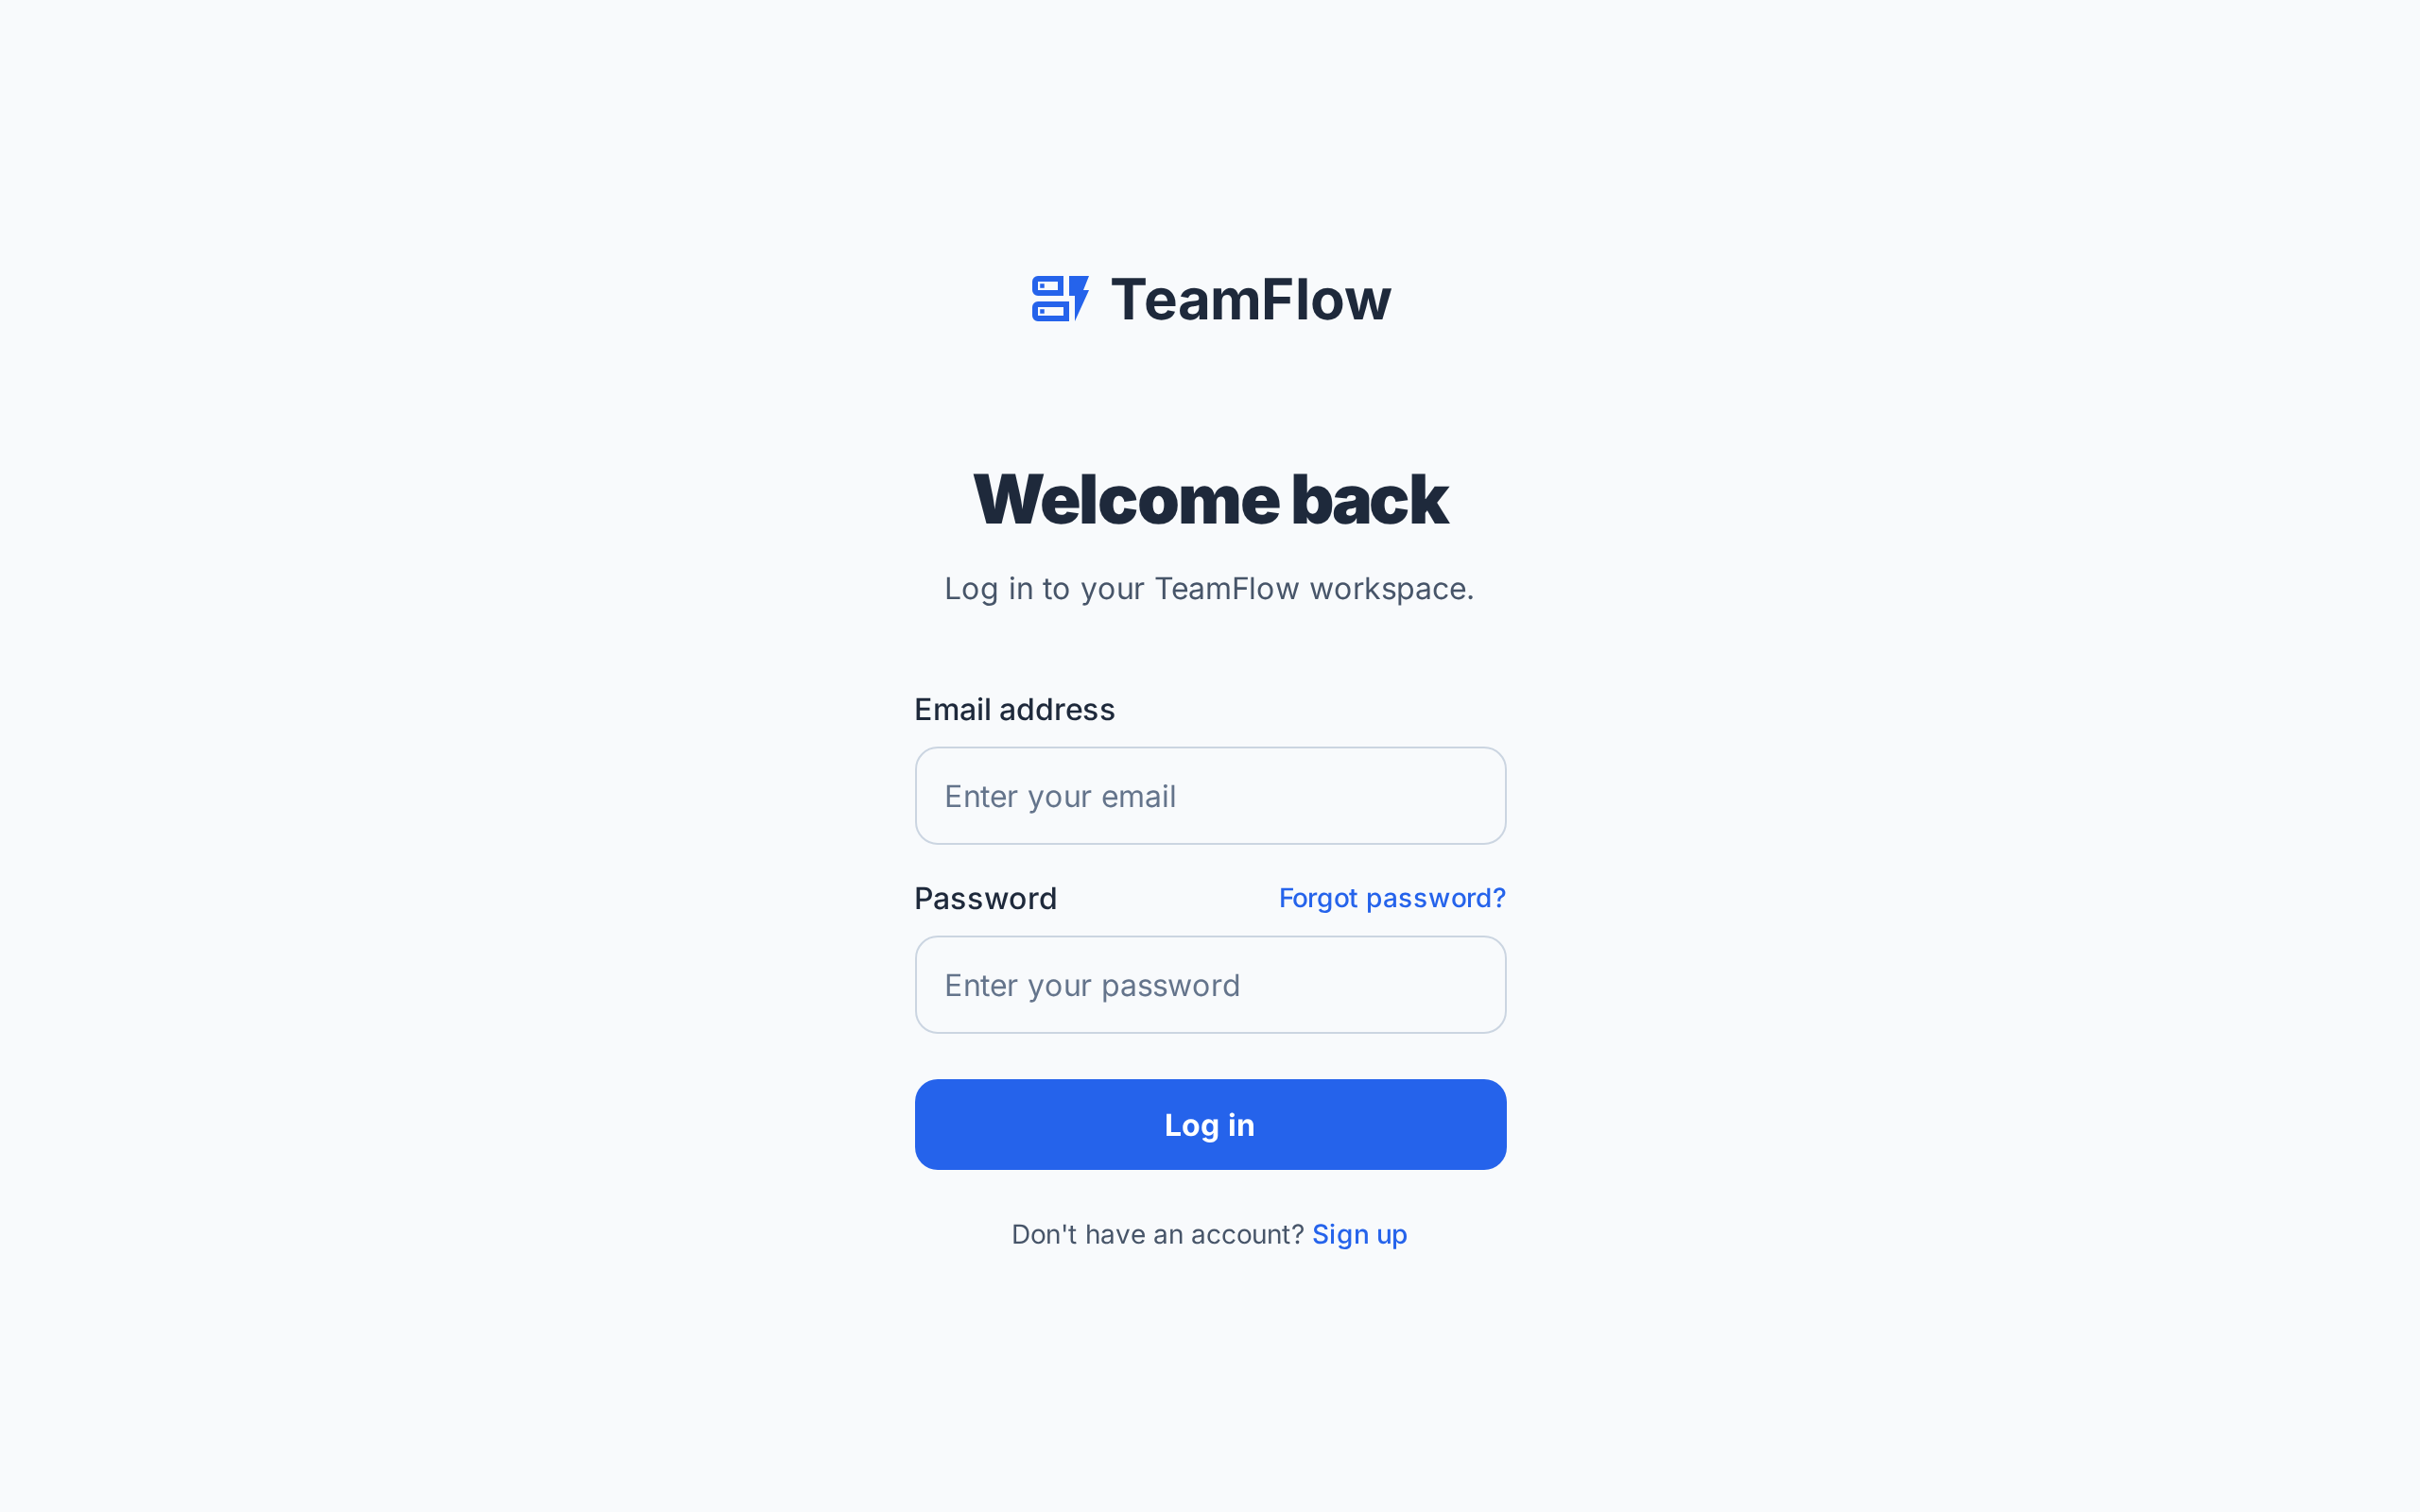 TeamFlow
Welcome back
Log in to your TeamFlow workspace.
Email address
Enter your email
Password Forgot password?
Enter your password
Log in
Don't have an account? Sign up